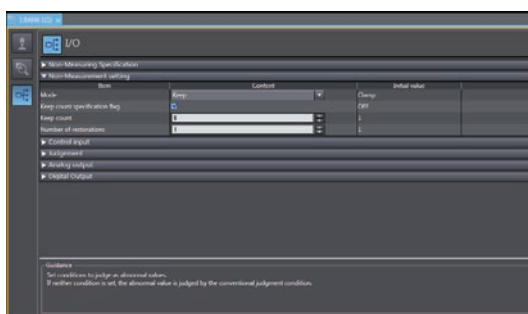 I/O
Non-Measuring Specification
Non-Measurement setting
Item Content Initial value
Mode Keep Clamp
Keep count specification flag OFF
Keep count 8 1
Number of restorations 1 1
Control input
Judgement
Analog output
Digital Output
Guidance
Set conditions to judge as abnormal values.
If neither condition is set, the abnormal value is judged by the conventional judgment condition.